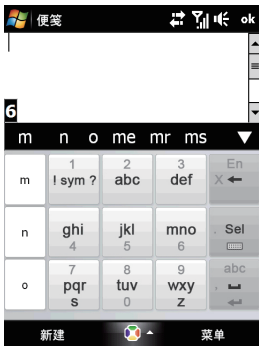 便笺 ok
6
m n o me mr ms
m 1 ! sym ? 2 abc 3 def En X
n ghi 4 jkl 5 mno 6 . Sel
o 7 pqr s 8 tuv 0 9 wxy z abc ,
新建 菜单